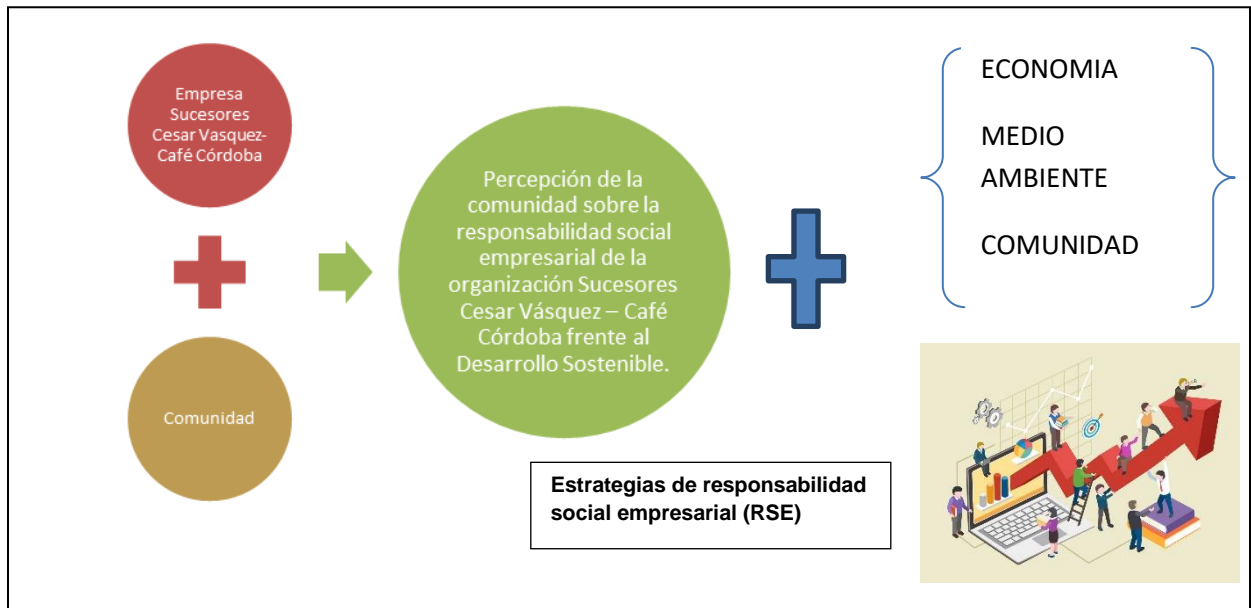 Empresa
Sucesores
Cesar Vasquez-
Café Córdoba
Comunidad
Percepción de la
comunidad sobre la
responsabilidad social
empresarial de la
organización Sucesores
Cesar Vásquez – Café
Córdoba frente al
Desarrollo Sostenible.
ECONOMIA
MEDIO
AMBIENTE
COMUNIDAD
Estrategias de responsabilidad
social empresarial (RSE)